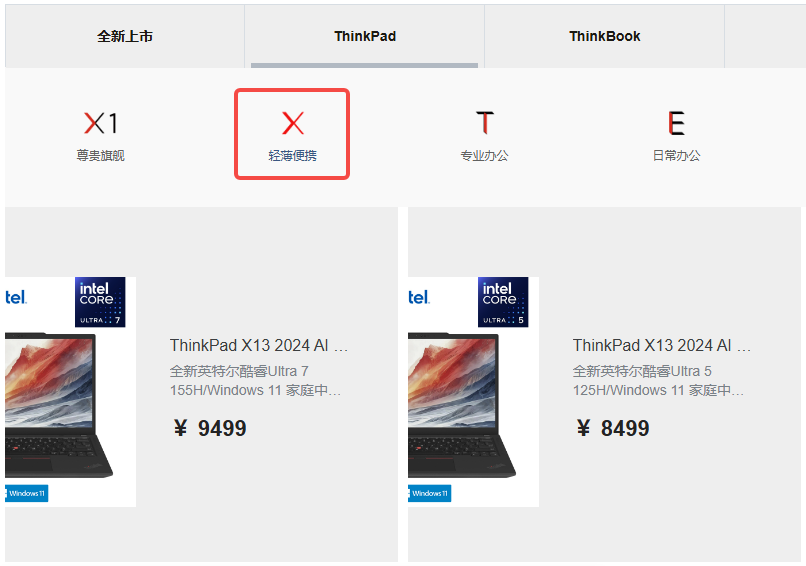 全新上市
ThinkPad
ThinkBook
X1
X
T
E
尊贵旗舰
轻薄便携
专业办公
日常办公
tel.
intel
CORE
ULTRA 7
Windows 11
ThinkPad X13 2024 AI …
全新英特尔酷睿Ultra 7
155H/Windows 11 家庭中…
¥ 9499
tel.
intel
CORE
ULTRA 5
Windows 11
ThinkPad X13 2024 AI …
全新英特尔酷睿Ultra 5
125H/Windows 11 家庭中…
¥ 8499